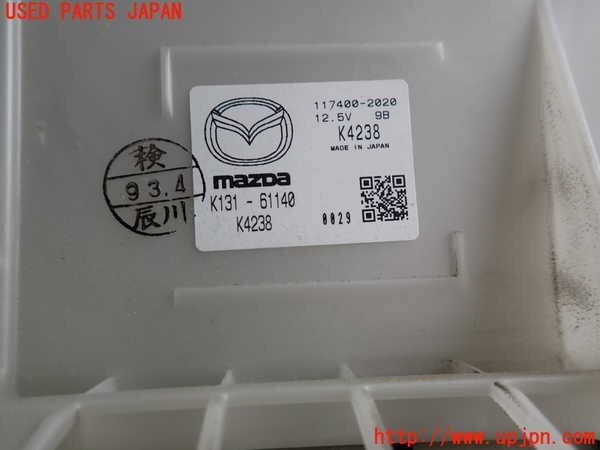 USED PARTS JAPAN
117400-2020
12.5V 9B
K4238
MADE IN JAPAN
mazda
K131 - 61140
K4238
0029
検
93.4
辰川
http://www.upjpn.com/